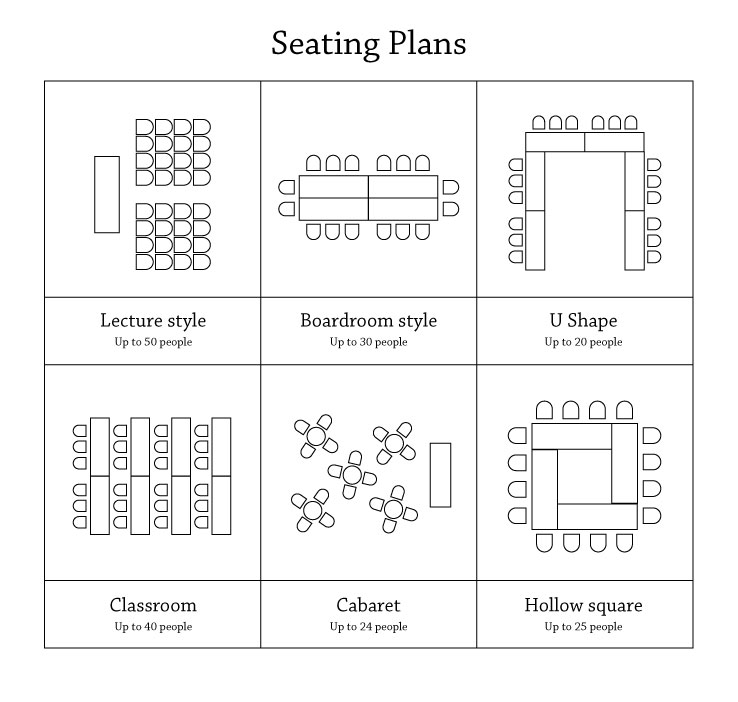 Seating Plans
Lecture style
Up to 50 people
Boardroom style
Up to 30 people
U Shape
Up to 20 people
Classroom
Up to 40 people
Cabaret
Up to 24 people
Hollow square
Up to 25 people